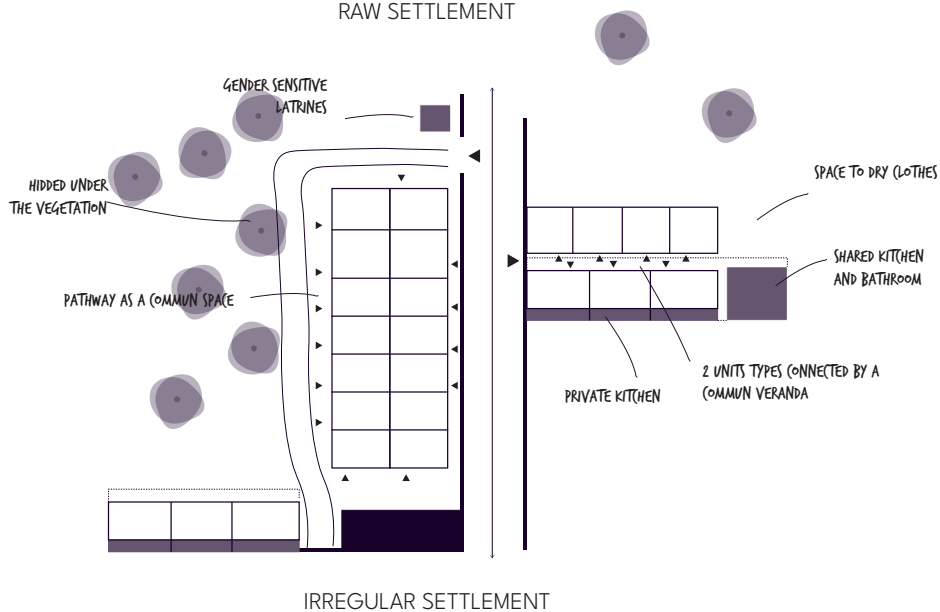 RAW SETTLEMENT
GENDER SENSITIVE
LATRINES
HIDDED UNDER
THE VEGETATION
PATHWAY AS A COMMUN SPACE
SPACE TO DRY CLOTHES
SHARED KITCHEN
AND BATHROOM
2 UNITS TYPES CONNECTED BY A
COMMUN VERANDA
PRIVATE KITCHEN
IRREGULAR SETTLEMENT